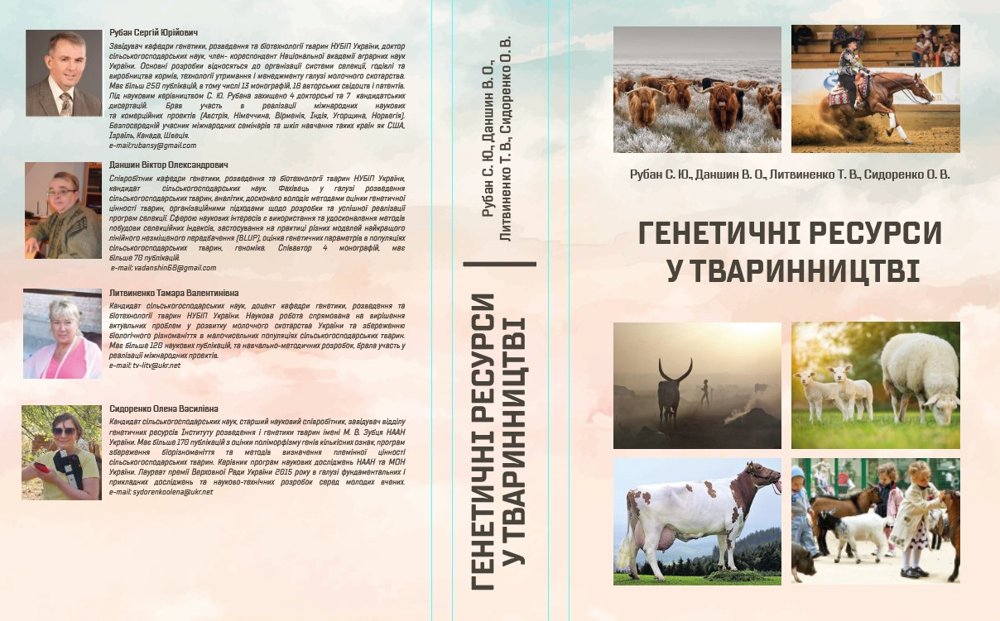 Рубан Сергій Юрійович
Завідувач кафедри генетики, розведення та біотехнології тварин НУБіП України, доктор
сільськогосподарських наук, член- кореспондент Національної академії аграрних наук
України. Основні розробки відносяться до організації системи селекції, годівлі та
виробництва кормів, технології утримання і менеджменту галузі молочного скотарства.
Має більш 250 публікацій, в тому числі 13 монографій, 18 авторських свідоцтв і патентів.
Під науковим керівництвом С. Ю. Рубана захищено 4 докторські та 7 кандидатських
дисертацій. Брав участь в реалізації міжнародних наукових
та комерційних проектів (Австрія, Німеччина, Вірменія, Індія, Угорщина, Норвегія).
Безпосередній учасник міжнародних семінарів та шкіл навчання таких країн як США,
Ізраїль, Канада, Швеція.
e-mail:rubansy@gmail.com
Даншин Віктор Олександрович
Співробітник кафедри генетики, розведення та біотехнології тварин НУБіП України,
кандидат сільськогосподарських наук. Фахівець у галузі розведення
сільськогосподарських тварин, аналітик, досконало володіє методами оцінки генетичної
цінності тварин, організаційними підходами щодо розробки та успішної реалізації
програм селекції. Сферою наукових інтересів є використання та удосконалення методів
побудови селекційних індексів, застосування на практиці різних моделей найкращого
лінійного незміщеного передбачення (BLUP), оцінка генетичних параметрів в популяціях
сільськогосподарських тварин, геноміка. Співавтор 4 монографій, має
більше 70 публікацій.
e-mail: vadanshin68@gmail.com
Литвиненко Тамара Валентинівна
Кандидат сільськогосподарських наук, доцент кафедри генетики, розведення та
біотехнології тварин НУБіП України. Наукова робота спрямована на вирішення
актуальних проблем у розвитку молочного скотарства України та збереженню
біологічного різноманіття в малочисельних популяціях сільськогосподарських тварин.
Має більше 120 наукових публікацій, та навчально-методичних розробок, брала участь у
реалізації міжнародних проектів.
e-mail: tv-litv@ukr.net
Сидоренко Олена Василівна
Кандидат сільськогосподарських наук, старший науковий співробітник, завідувач відділу
генетичних ресурсів Інституту розведення і генетики тварин імені М. В. Зубця НААН
України. Має більше 170 публікацій з оцінки поліморфізму генів кількісних ознак, програм
збереження біорізноманіття та методів визначення племінної цінності
сільськогосподарських тварин. Керівник програм наукових досліджень НААН та МОН
України. Лауреат премії Верховної Ради України 2015 року в галузі фундаментальних і
прикладних досліджень та науково-технічних розробок серед молодих вчених.
e-mail: sydorenkoolena@ukr.net
Рубан С. Ю., Даншин В. О.,
Литвиненко Т. В., Сидоренко О. В.
ГЕНЕТИЧНІ РЕСУРСИ
У ТВАРИННИЦТВІ
Рубан С. Ю., Даншин В. О., Литвиненко Т. В., Сидоренко О. В.
ГЕНЕТИЧНІ РЕСУРСИ
У ТВАРИННИЦТВІ